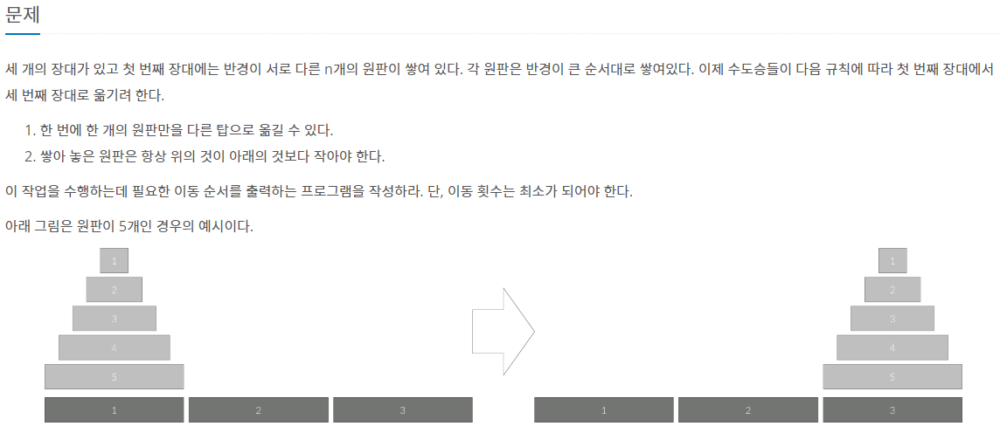 문제
세 개의 장대가 있고 첫 번째 장대에는 반경이 서로 다른 n개의 원판이 쌓여 있다. 각 원판은 반경이 큰 순서대로 쌓여있다. 이제 수도승들이 다음 규칙에 따라 첫 번째 장대에서
세 번째 장대로 옮기려 한다.
1. 한 번에 한 개의 원판만을 다른 탑으로 옮길 수 있다.
2. 쌓아 놓은 원판은 항상 위의 것이 아래의 것보다 작아야 한다.
이 작업을 수행하는데 필요한 이동 순서를 출력하는 프로그램을 작성하라. 단, 이동 횟수는 최소가 되어야 한다.
아래 그림은 원판이 5개인 경우의 예시이다.
1 1
2 2
3 3
4 4
5 5
1 2 3 1 2 3